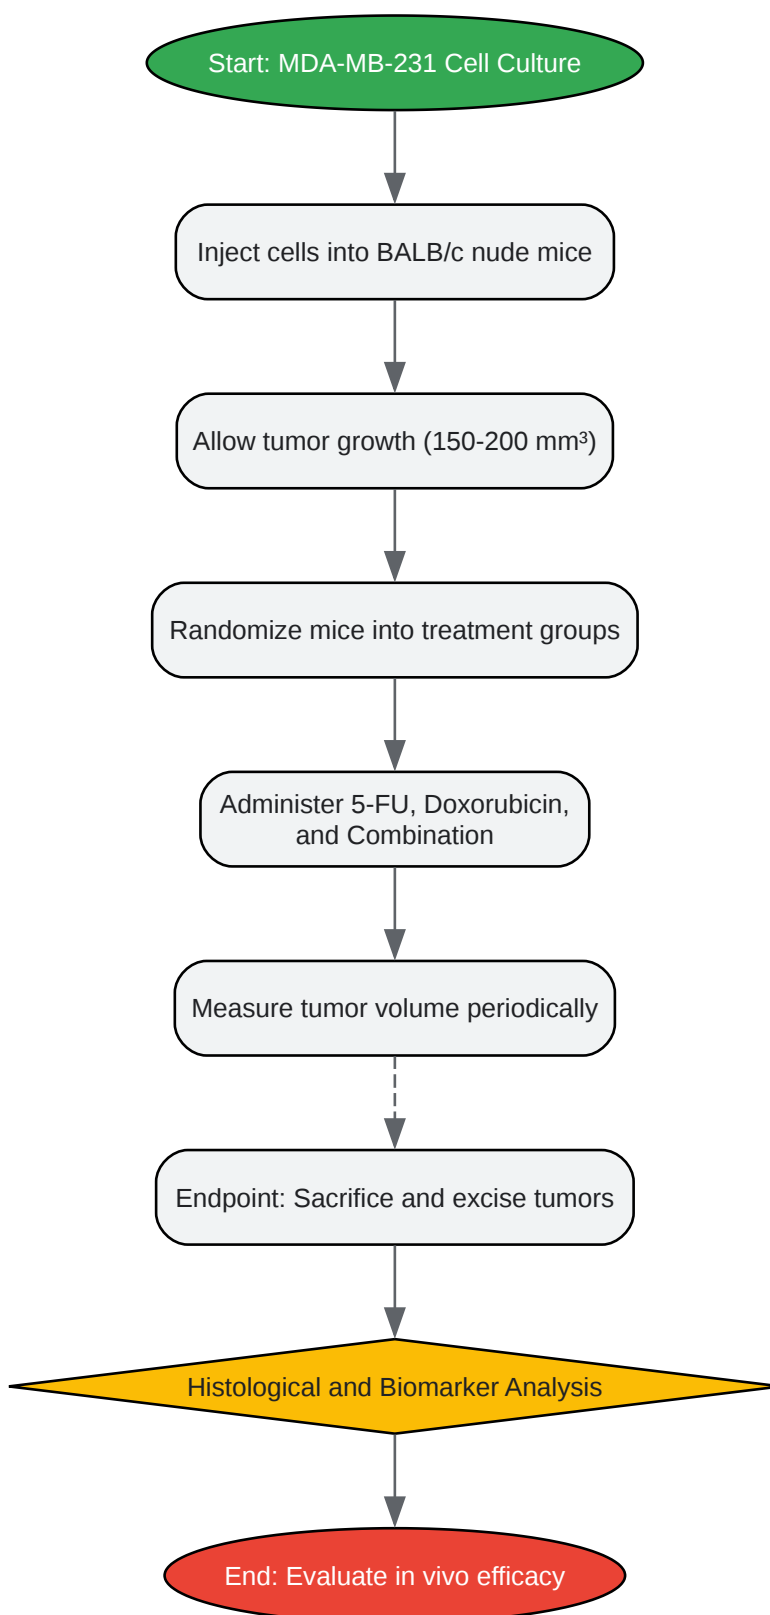 Start: MDA-MB-231 Cell Culture
Inject cells into BALB/c nude mice
Allow tumor growth (150-200 mm³)
Randomize mice into treatment groups
Administer 5-FU, Doxorubicin,
and Combination
Measure tumor volume periodically
Endpoint: Sacrifice and excise tumors
Histological and Biomarker Analysis
End: Evaluate in vivo efficacy